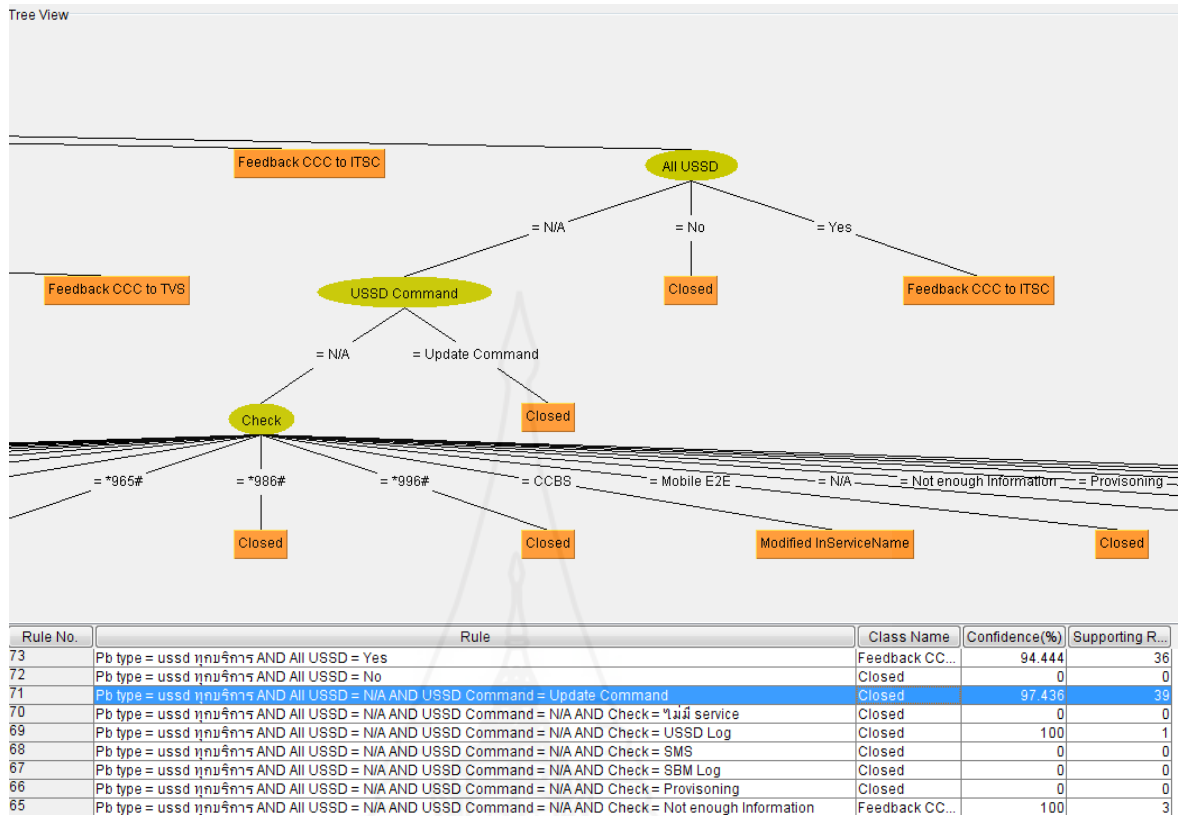 Tree View
Feedback CCC to ITSC
All USSD
= N/A
= No
= Yes
Feedback CCC to TVS
USSD Command
Closed
Feedback CCC to ITSC
= N/A
= Update Command
Check
Closed
= *965#
= *986#
= *996#
= CCBS
= Mobile E2E
= N/A
= Not enough Information
= Provisoning
Closed
Closed
Modified InServiceName
Closed
Rule No. Rule Class Name Confidence(%) Supporting R...
73 Pb type = ussd ทุกบริการ AND All USSD = Yes Feedback CC... 94.444 36
72 Pb type = ussd ทุกบริการ AND All USSD = No Closed 0 0
71 Pb type = ussd ทุกบริการ AND All USSD = N/A AND USSD Command = Update Command Closed 97.436 39
70 Pb type = ussd ทุกบริการ AND All USSD = N/A AND USSD Command = N/A AND Check = "ไม่มี service Closed 0 0
69 Pb type = ussd ทุกบริการ AND All USSD = N/A AND USSD Command = N/A AND Check = USSD Log Closed 100 1
68 Pb type = ussd ทุกบริการ AND All USSD = N/A AND USSD Command = N/A AND Check = SMS Closed 0 0
67 Pb type = ussd ทุกบริการ AND All USSD = N/A AND USSD Command = N/A AND Check = SBM Log Closed 0 0
66 Pb type = ussd ทุกบริการ AND All USSD = N/A AND USSD Command = N/A AND Check = Provisoning Closed 0 0
65 Pb type = ussd ทุกบริการ AND All USSD = N/A AND USSD Command = N/A AND Check = Not enough Information Feedback CC... 100 3